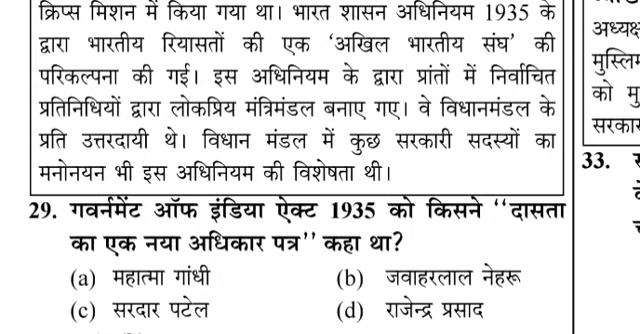 क्रिप्स मिशन में किया गया था। भारत शासन अधिनियम 1935 के
द्वारा भारतीय रियासतों की एक ‘अखिल भारतीय संघ’ की
परिकल्पना की गई। इस अधिनियम के द्वारा प्रांतों में निर्वाचित
प्रतिनिधियों द्वारा लोकप्रिय मंत्रिमंडल बनाए गए। वे विधानमंडल के
प्रति उत्तरदायी थे। विधान मंडल में कुछ सरकारी सदस्यों का
मनोनयन भी इस अधिनियम की विशेषता थी।
29. गवर्नमेंट ऑफ इंडिया ऐक्ट 1935 को किसने ‘‘दासता
का एक नया अधिकार पत्र’’ कहा था?
(a) महात्मा गांधी (b) जवाहरलाल नेहरू
(c) सरदार पटेल (d) राजेन्द्र प्रसाद
को
33.